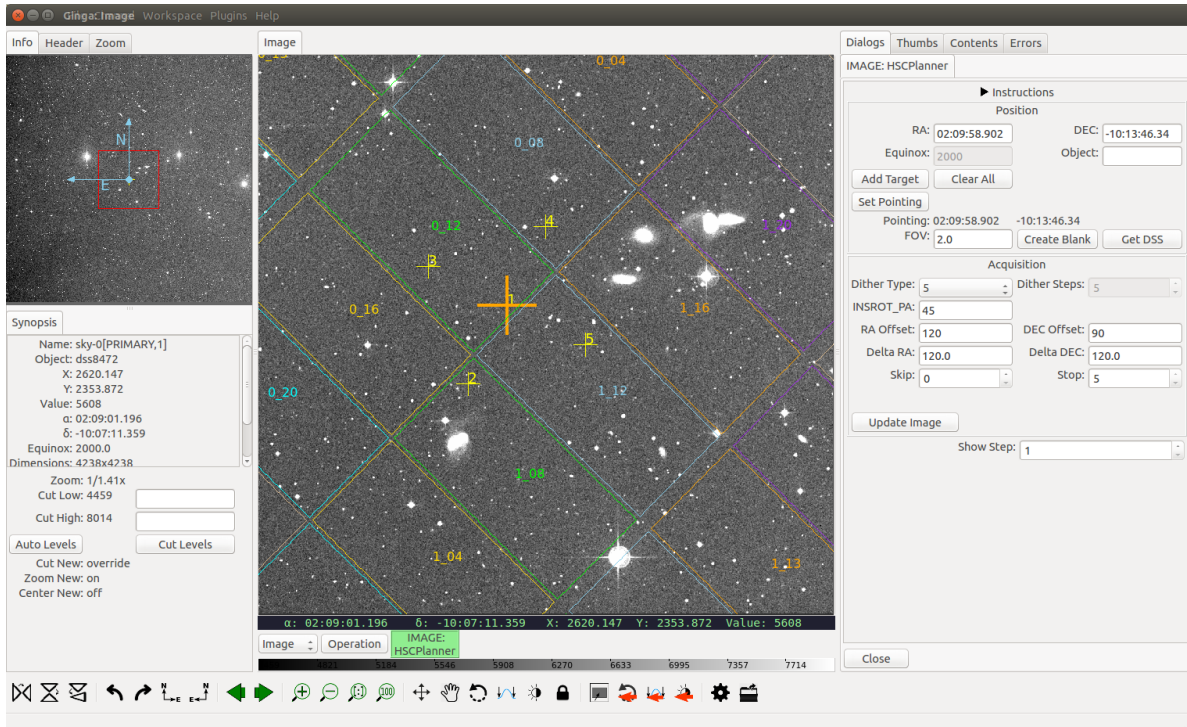 Ginga: Image Workspace Plugins Help
Info Header Zoom
N
E
Synopsis
Name: sky-0[PRIMARY,1]
Object: dss8472
X: 2620.147
Y: 2353.872
Value: 5608
α: 02:09:01.196
δ: -10:07:11.359
Equinox: 2000.0
Dimensions: 4238x4238
Zoom: 1/1.41x
Cut Low: 4459
Cut High: 8014
Auto Levels Cut Levels
Cut New: override
Zoom New: on
Center New: off
Image
0_04
0_08
0_12
4
3
1
0_16
1_16
5
2
0_20
1_12
1_08
1_04
1_13
α: 02:09:01.196 δ: -10:07:11.359 X: 2620.147 Y: 2353.872 Value: 5608
Image Operation IMAGE:
HSCPlanner
4821 5184 5546 5908 6270 6633 6995 7357 7714
Dialogs Thumbs Contents Errors
IMAGE: HSCPlanner
Instructions
Position
RA: 02:09:58.902 DEC: -10:13:46.34
Equinox: 2000 Object:
Add Target Clear All
Set Pointing
Pointing: 02:09:58.902 -10:13:46.34
FOV: 2.0 Create Blank Get DSS
Acquisition
Dither Type: 5 Dither Steps: 5
INSROT_PA: 45
RA Offset: 120 DEC Offset: 90
Delta RA: 120.0 Delta DEC: 120.0
Skip: 0 Stop: 5
Update Image
Show Step: 1
Close
N
E
N
E
1:1
100